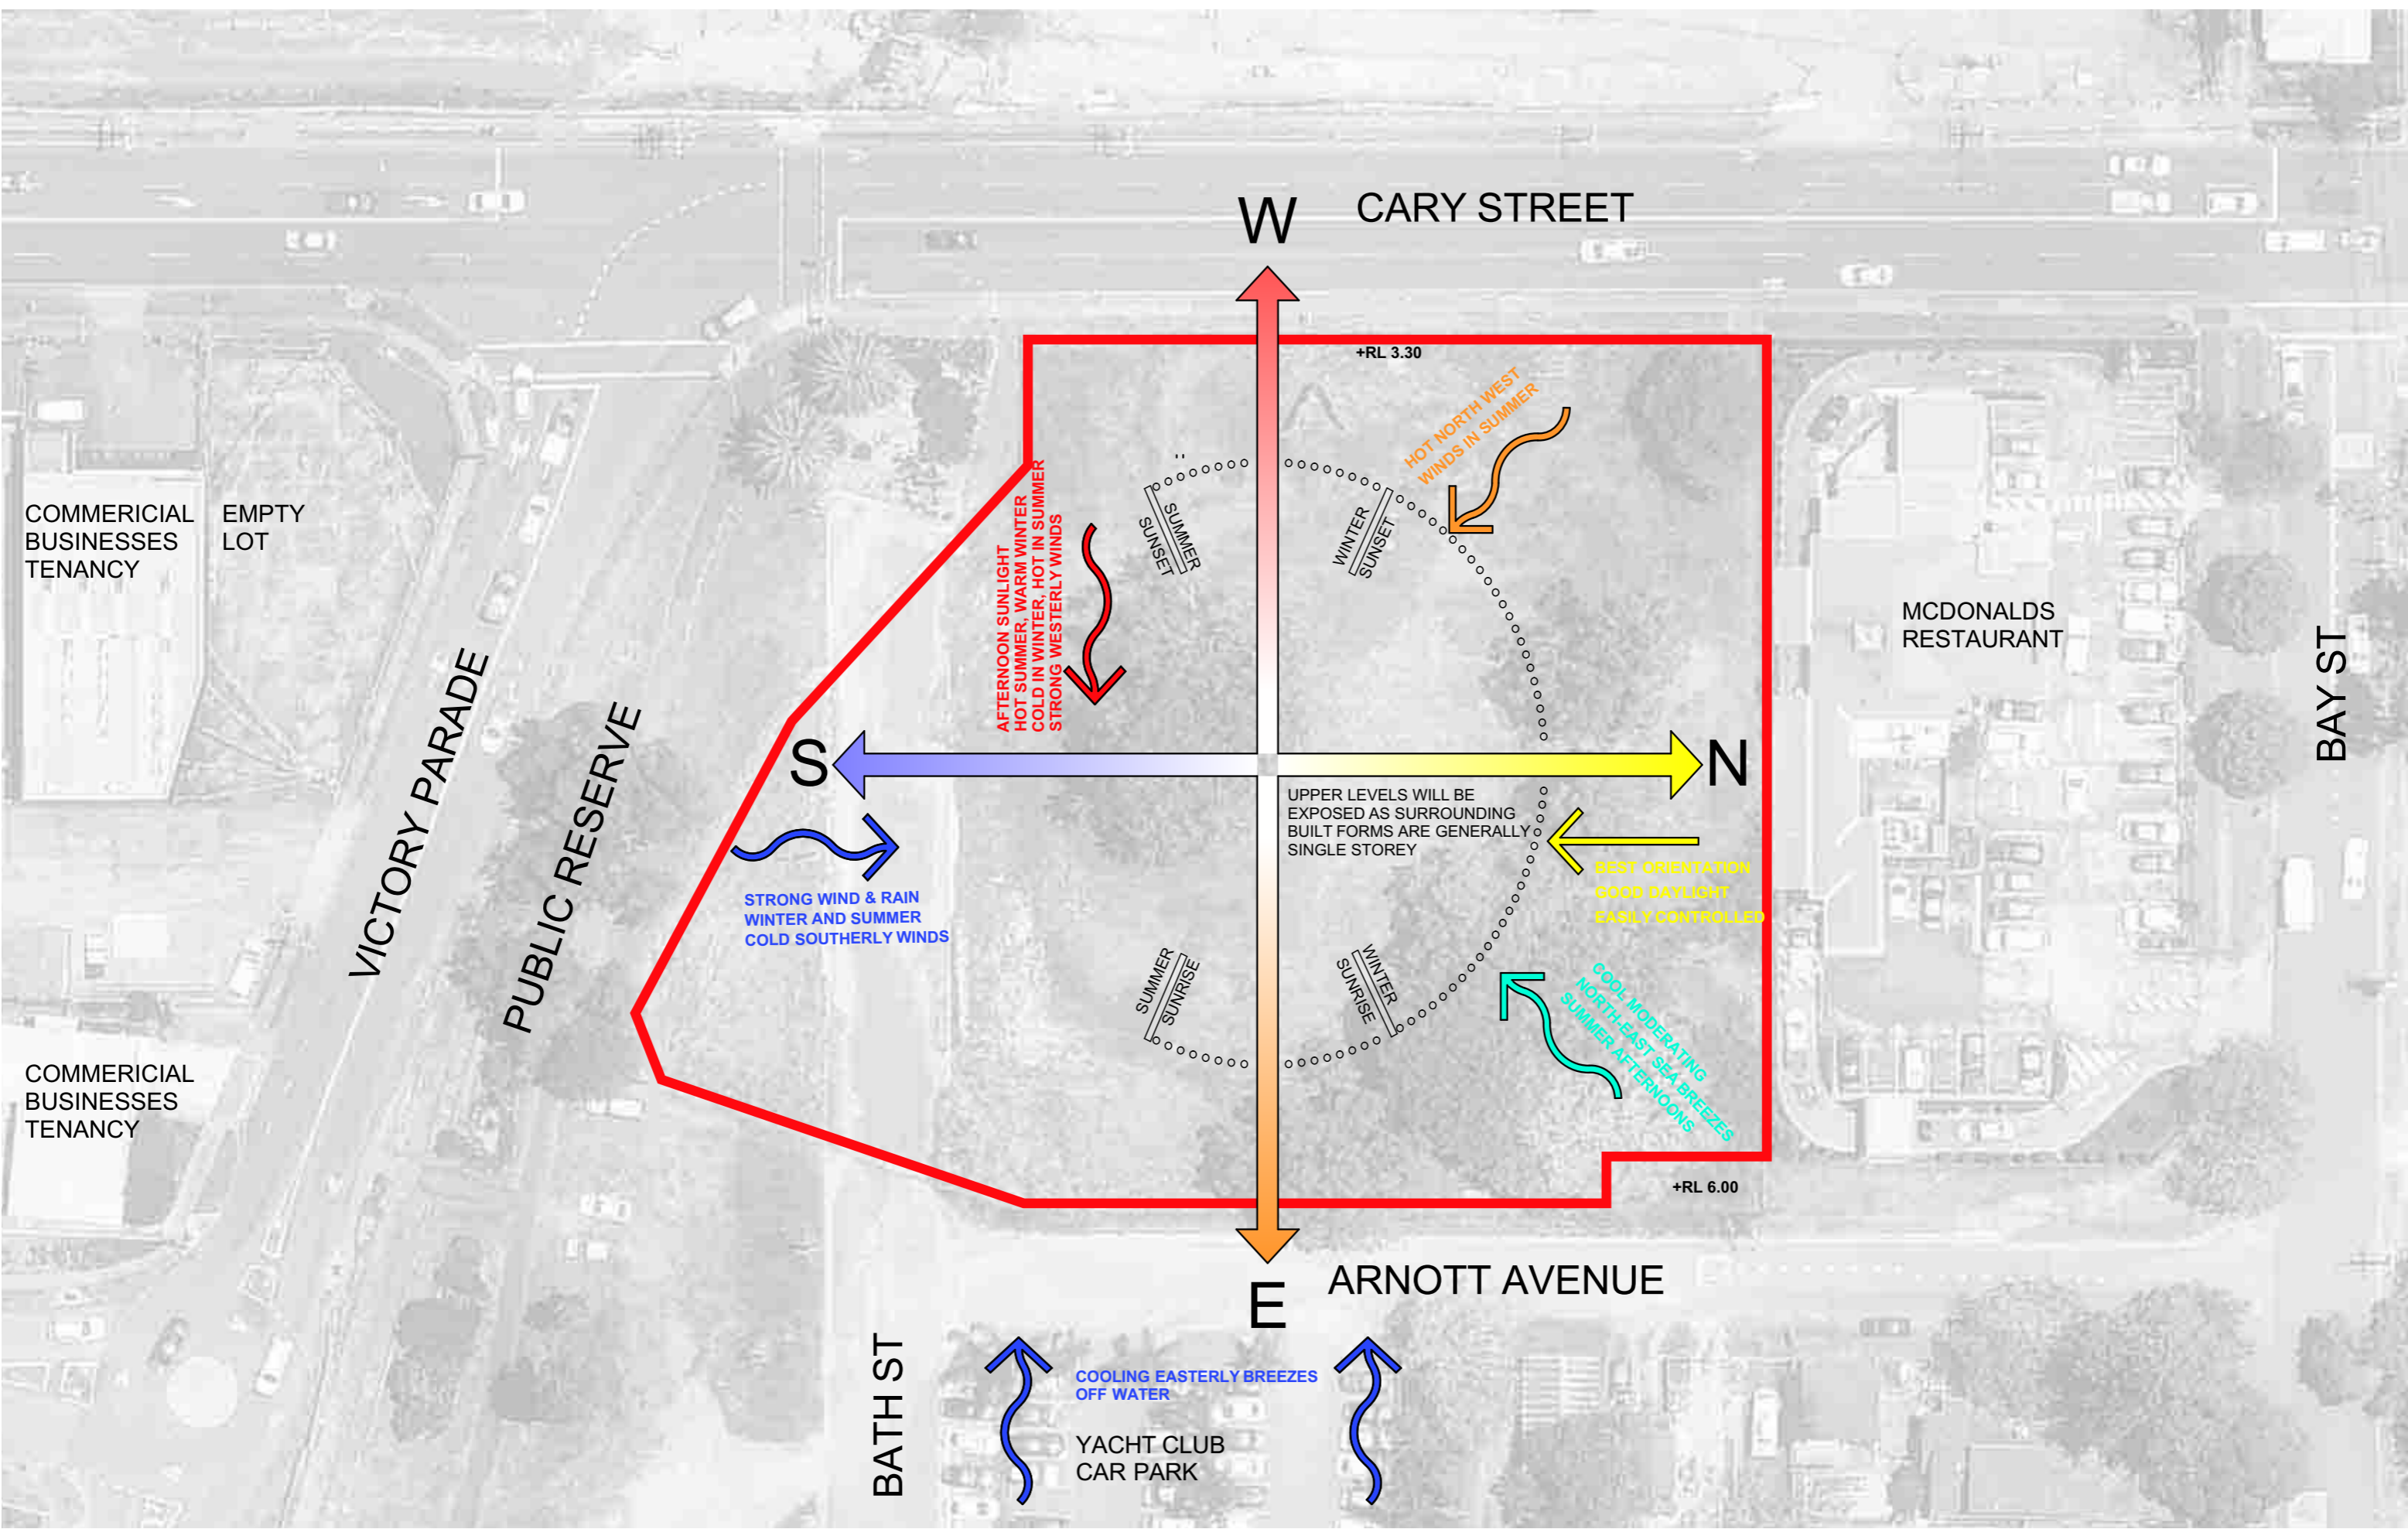 W
CARY STREET
+RL 3.30
HOT NORTH WEST
WINDS IN SUMMER
COMMERICIAL
BUSINESSES
TENANCY
EMPTY
LOT
AFTERNOON SUNLIGHT
HOT SUMMER, WARM WINTER
COLD IN WINTER, HOT IN SUMMER
STRONG WESTERLY WINDS
SUMMER
SUNSET
WINTER
SUNSET
MCDONALDS
RESTAURANT
BAY ST
VICTORY PARADE
PUBLIC RESERVE
S
N
UPPER LEVELS WILL BE
EXPOSED AS SURROUNDING
BUILT FORMS ARE GENERALLY
SINGLE STOREY
BEST ORIENTATION
GOOD DAYLIGHT
EASILY CONTROLLED
STRONG WIND & RAIN
WINTER AND SUMMER
COLD SOUTHERLY WINDS
SUMMER
SUNRISE
WINTER
SUNRISE
COOL MODERATING
NORTH-EAST SEA BREEZES
SUMMER AFTERNOONS
COMMERICIAL
BUSINESSES
TENANCY
+RL 6.00
E
ARNOTT AVENUE
BATH ST
COOLING EASTERLY BREEZES
OFF WATER
YACHT CLUB
CAR PARK